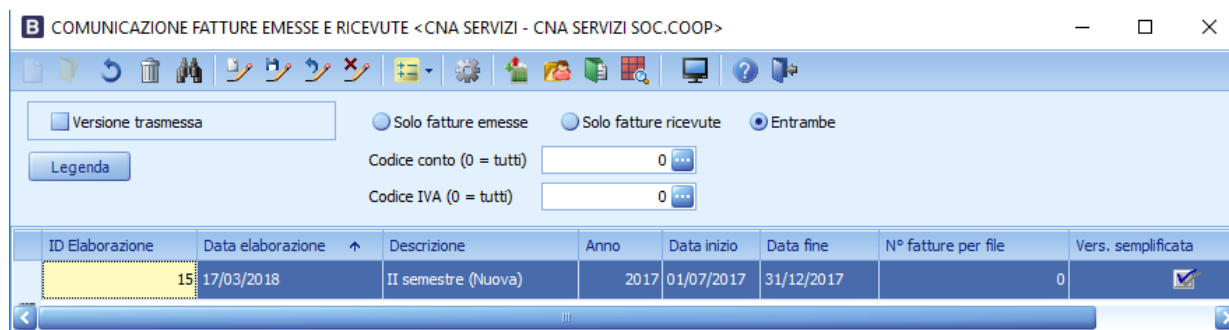 B COMUNICAZIONE FATTURE EMESSE E RICEVUTE <CNA SERVIZI - CNA SERVIZI SOC.COOP>
Versione trasmessa Solo fatture emesse Solo fatture ricevute Entrambe
Legenda Codice conto (0 = tutti) 0
Codice IVA (0 = tutti) 0
ID Elaborazione Data elaborazione Descrizione Anno Data inizio Data fine N° fatture per file Vers. semplificata
15 17/03/2018 II semestre (Nuova) 2017 01/07/2017 31/12/2017 0